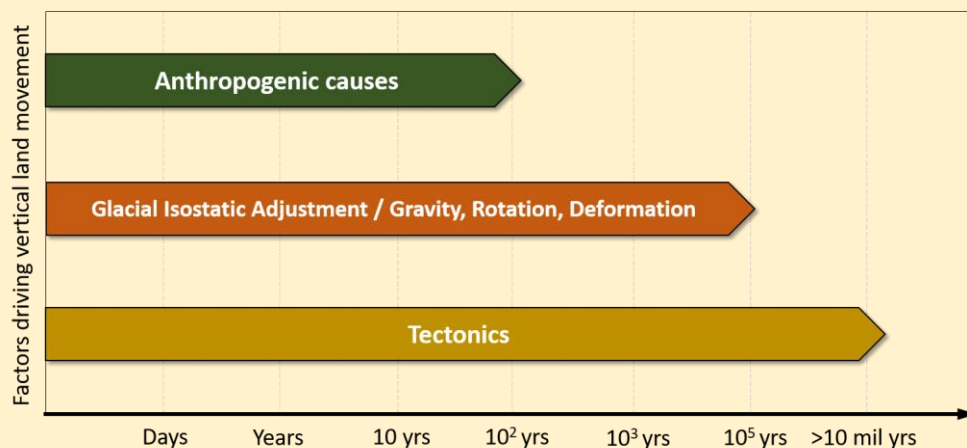 Factors driving vertical land movement
Anthropogenic causes
Glacial Isostatic Adjustment / Gravity, Rotation, Deformation
Tectonics
Days Years 10 yrs 10² yrs 10³ yrs 10⁵ yrs >10 mil yrs